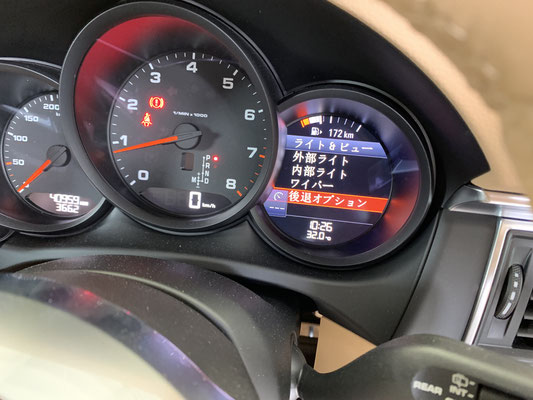 200
150
100
50
40959
3662
1
2
3
4
5
6
7
8
1/MIN x 1000
P
R
N
D
M
0 km/h
172 km
ライト & ビュー
外部ライト
内部ライト
ワイパー
後退オプション
10:26
32.0 °C
REAR
INT